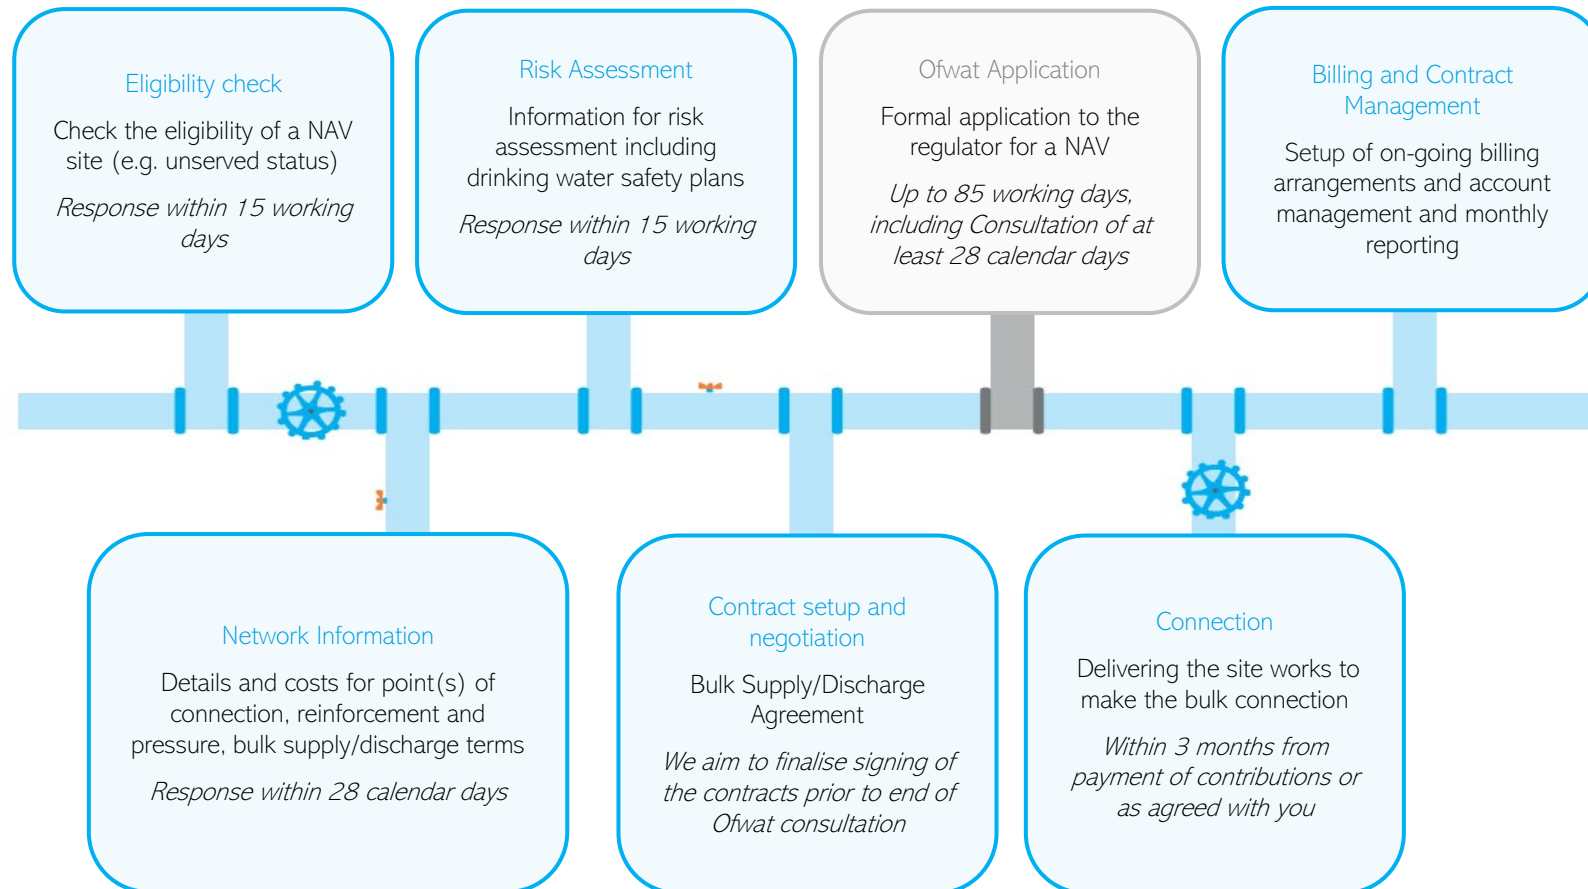 Eligibility check
Check the eligibility of a NAV
site (e.g. unserved status)
Response within 15 working
days
Risk Assessment
Information for risk
assessment including
drinking water safety plans
Response within 15 working
days
Ofwat Application
Formal application to the
regulator for a NAV
Up to 85 working days,
including Consultation of at
least 28 calendar days
Billing and Contract
Management
Setup of on-going billing
arrangements and account
management and monthly
reporting
Network Information
Details and costs for point(s) of
connection, reinforcement and
pressure, bulk supply/discharge terms
Response within 28 calendar days
Contract setup and
negotiation
Bulk Supply/Discharge
Agreement
We aim to finalise signing of
the contracts prior to end of
Ofwat consultation
Connection
Delivering the site works to
make the bulk connection
Within 3 months from
payment of contributions or
as agreed with you